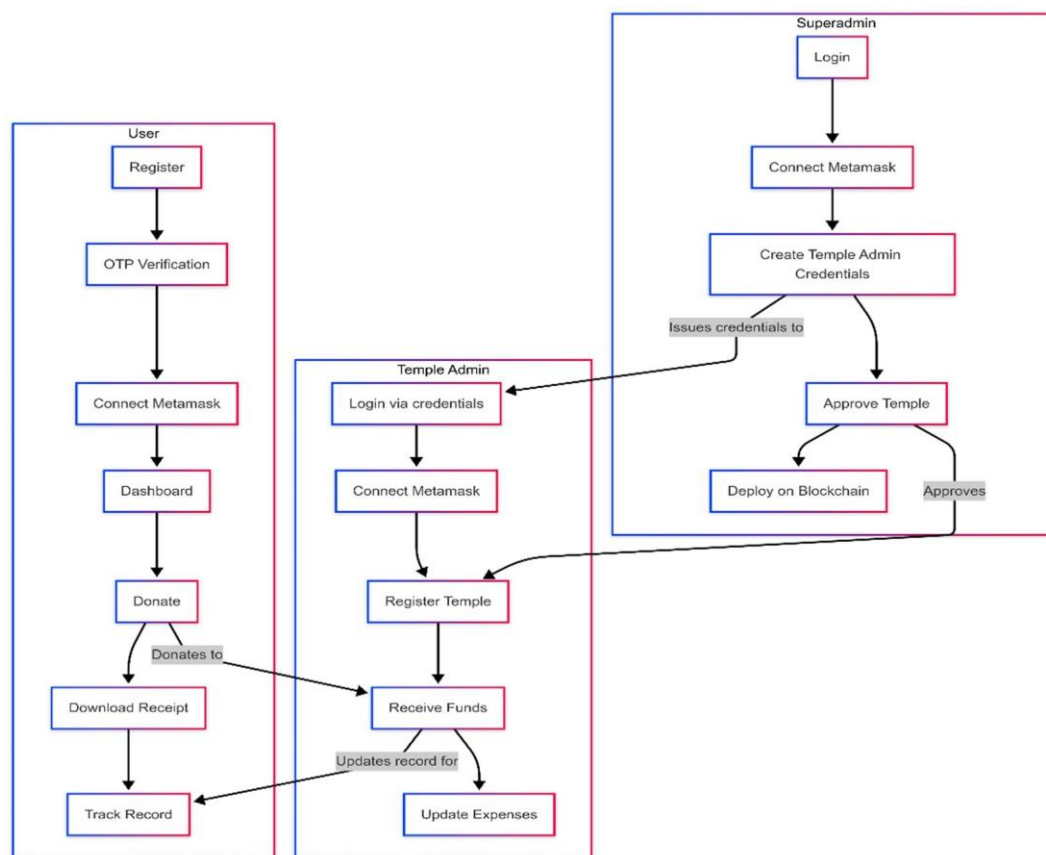 Superadmin
Login
Connect Metamask
Create Temple Admin
Credentials
Issues credentials to
Approve Temple
Deploy on Blockchain
Approves
User
Register
OTP Verification
Connect Metamask
Dashboard
Donate
Donates to
Download Receipt
Track Record
Temple Admin
Login via credentials
Connect Metamask
Register Temple
Receive Funds
Updates record for
Update Expenses